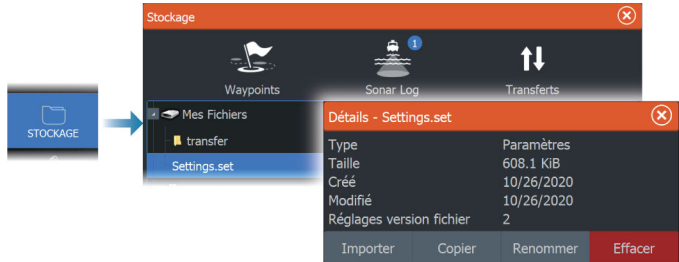 Stockage
1
Waypoints
Sonar Log
Transferts
STOCKAGE
Mes Fichiers
transfer
Settings.set
Détails - Settings.set
Type Paramètres
Taille 608.1 KiB
Créé 10/26/2020
Modifié 10/26/2020
Réglages version fichier 2
Importer Copier Renommer Effacer